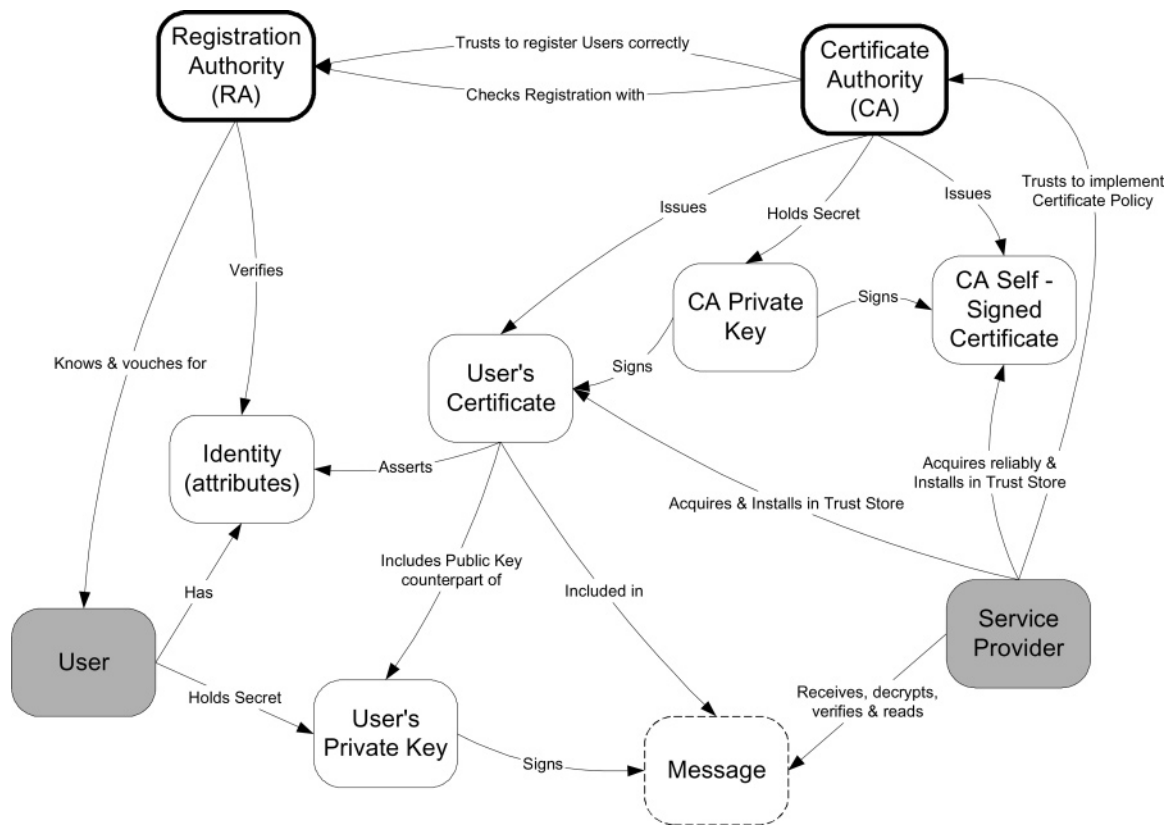 Registration
Authority
(RA)
Trusts to register Users correctly
Checks Registration with
Certificate
Authority
(CA)
Issues
Holds Secret
Issues
Trusts to implement
Certificate Policy
Verifies
CA Private
Key
Signs
CA Self -
Signed
Certificate
Knows & vouches for
User's
Certificate
Signs
Identity
(attributes)
Asserts
Acquires reliably &
Installs in Trust Store
Acquires & Installs in Trust Store
Includes Public Key
counterpart of
Has
Included in
User
Service
Provider
Holds Secret
User's
Private Key
Signs
Message
Receives, decrypts,
verifies & reads